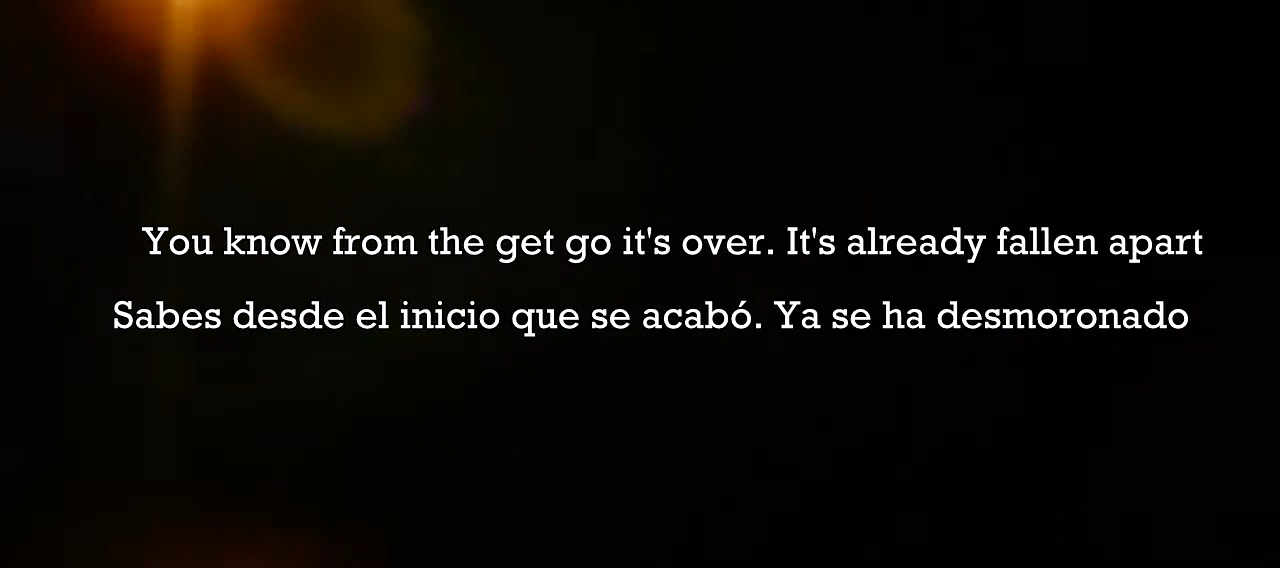 You know from the get go it's over. It's already fallen apart
Sabes desde el inicio que se acabó. Ya se ha desmoronado